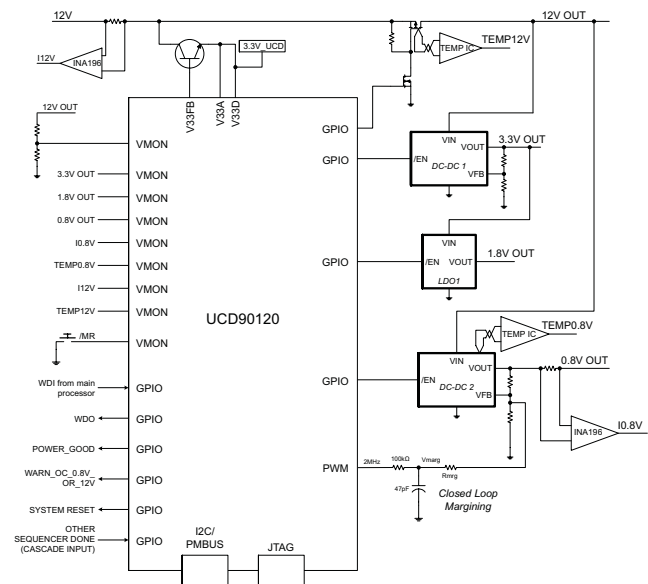 12V
12V OUT
3.3V_UCD
TEMP IC
TEMP12V
I12V
INA196
V33FB
V33A
V33D
12V OUT
VMON
GPIO
GPIO
VIN
VOUT
3.3V OUT
/EN
DC-DC 1
VFB
3.3V OUT
VMON
1.8V OUT
VMON
0.8V OUT
VMON
I0.8V
VMON
TEMP0.8V
VMON
I12V
VMON
TEMP12V
VMON
/MR
VMON
GPIO
VIN
/EN
VOUT
1.8V OUT
LDO1
UCD90120
TEMP IC
TEMP0.8V
VIN
VOUT
0.8V OUT
GPIO
/EN
DC-DC 2
VFB
INA196
I0.8V
WDI from main
processor
GPIO
WDO
GPIO
POWER_GOOD
GPIO
WARN_OC_0.8V_
OR_12V
GPIO
SYSTEM RESET
GPIO
OTHER
SEQUENCER DONE
(CASCADE INPUT)
GPIO
PWM
2MHz
100kΩ
Vmarg
Rmrg
47pF
Closed Loop
Margining
I2C/
PMBUS
JTAG